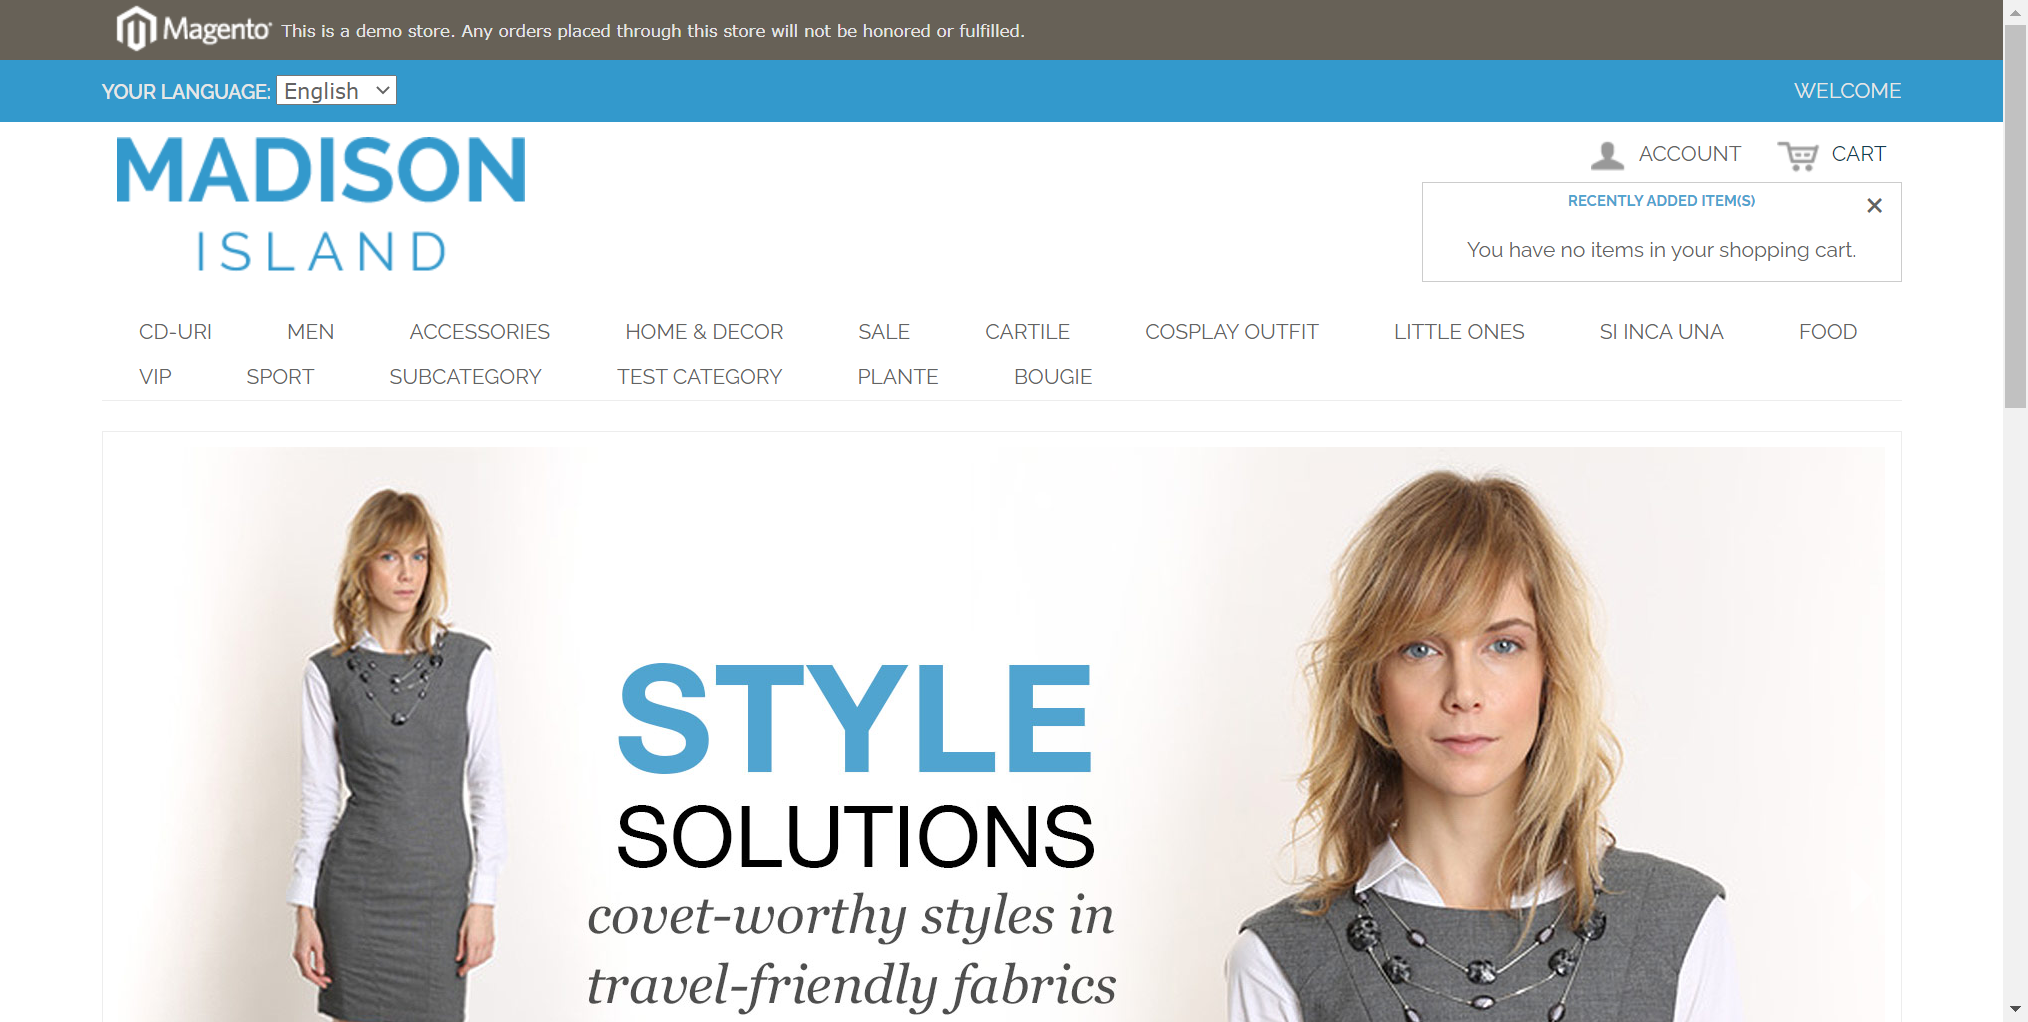 Magento This is a demo store. Any orders placed through this store will not be honored or fulfilled.
YOUR LANGUAGE: English WELCOME
MADISON
ISLAND
ACCOUNT CART
RECENTLY ADDED ITEM(S) ×
You have no items in your shopping cart.
CD-URI MEN ACCESSORIES HOME & DECOR SALE CARTILE COSPLAY OUTFIT LITTLE ONES SI INCA UNA FOOD
VIP SPORT SUBCATEGORY TEST CATEGORY PLANTE BOUGIE
STYLE
SOLUTIONS
covet-worthy styles in
travel-friendly fabrics